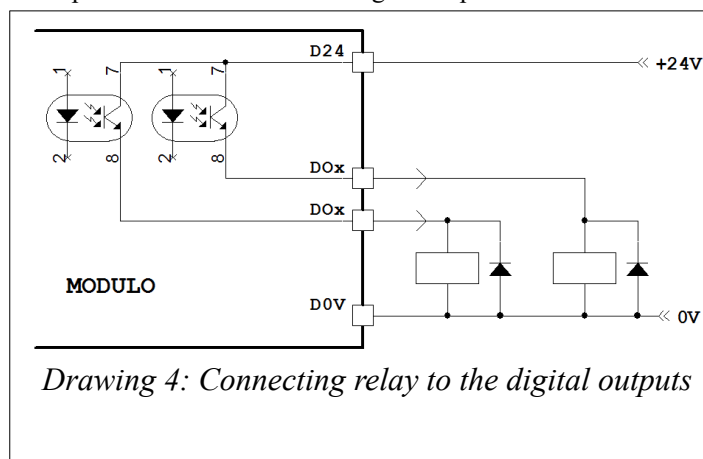 D24
+24V
1
7
1
7
2
8
2
8
DOx
DOx
MODULO
D0V
0V
Drawing 4: Connecting relay to the digital outputs